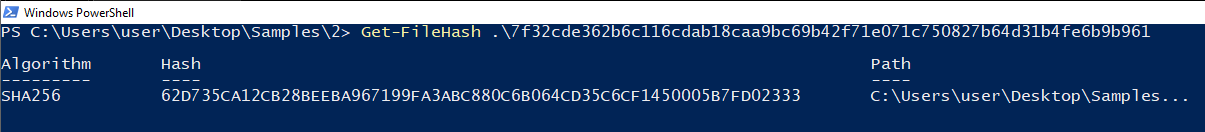 Windows PowerShell
PS C:\Users\user\Desktop\Samples\2> Get-FileHash .\7f32cde362b6c116cdab18caa9bc69b42f71e071c750827b64d31b4fe6b9b961
Algorithm Hash Path
--------- ---- ----
SHA256 62D735CA12CB28BEEBA967199FA3ABC880C6B064CD35C6CF1450005B7FD02333 C:\Users\user\Desktop\Samples...